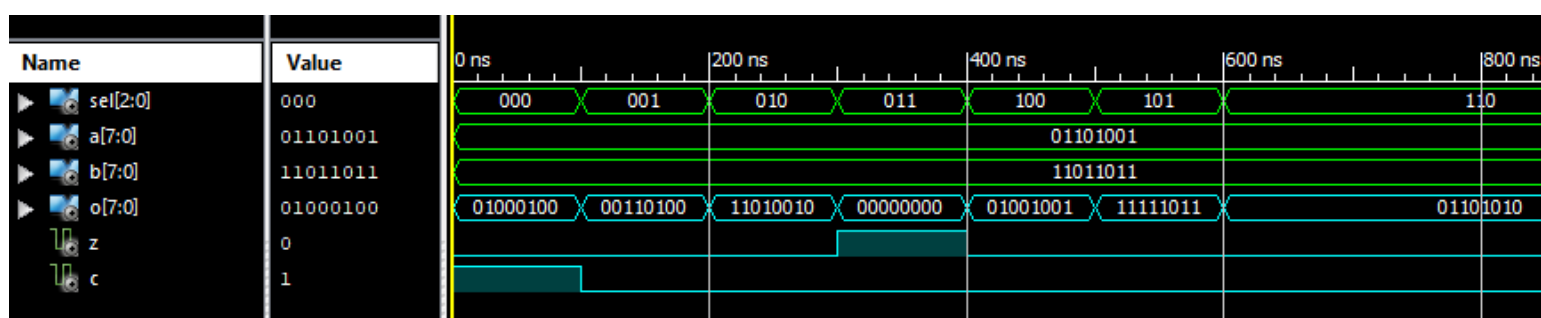 Name Value 0 ns 200 ns 400 ns 600 ns 800 ns
sel[2:0] 000 000 001 010 011 100 101 110
a[7:0] 01101001 01101001
b[7:0] 11011011 11011011
o[7:0] 01000100 01000100 00110100 11010010 00000000 01001001 11111011 01101010
z 0
c 1